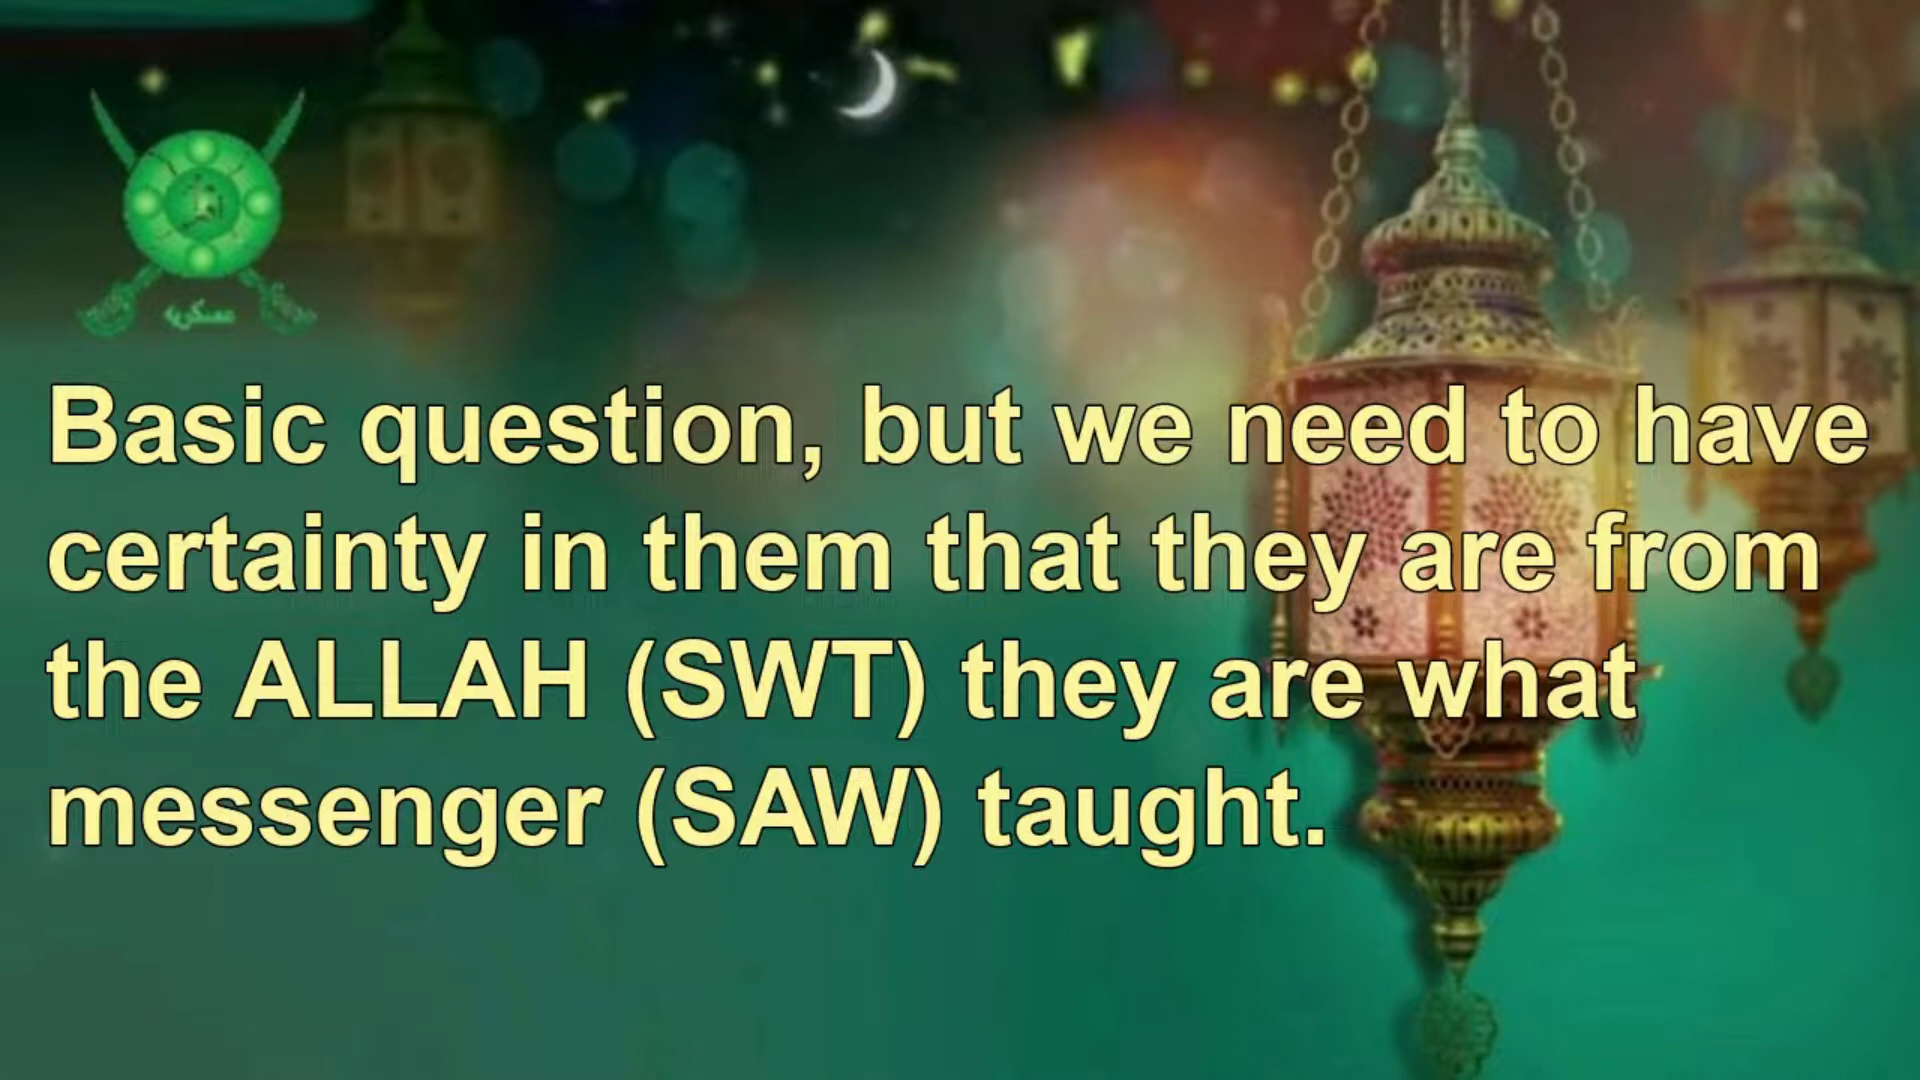 عسكريه
Basic question, but we need to have
certainty in them that they are from
the ALLAH (SWT) they are what
messenger (SAW) taught.